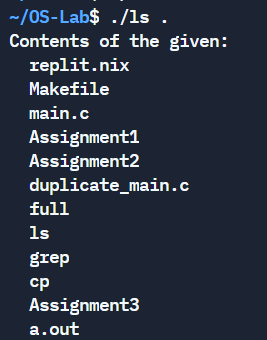 ~/OS-Lab$ ./ls .
Contents of the given:
replit.nix
Makefile
main.c
Assignment1
Assignment2
duplicate_main.c
full
ls
grep
cp
Assignment3
a.out